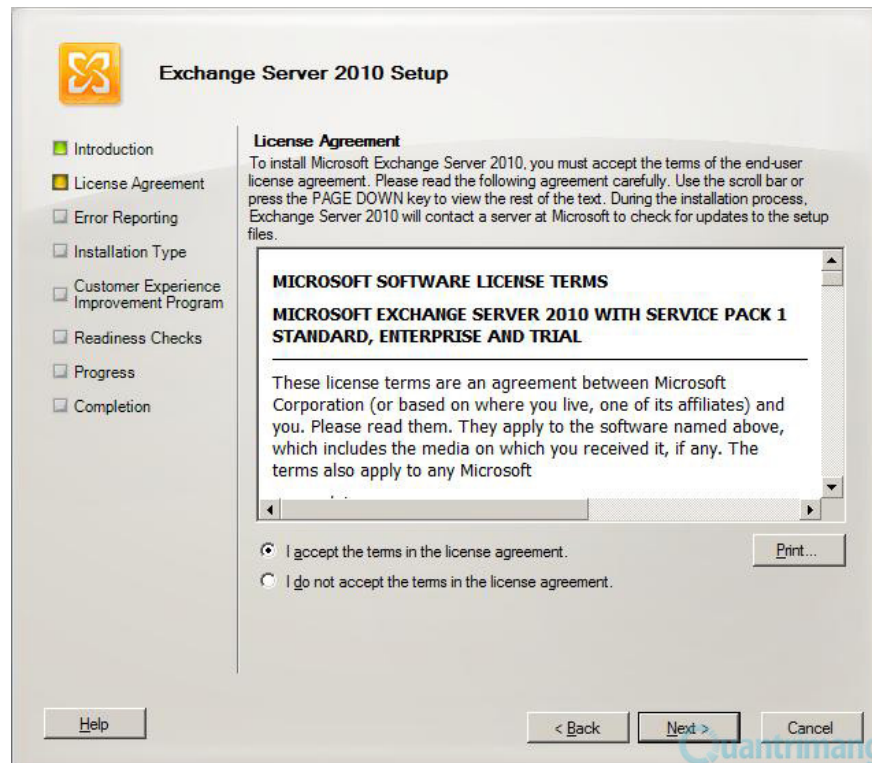 Exchange Server 2010 Setup
Introduction
License Agreement
Error Reporting
Installation Type
Customer Experience
Improvement Program
Readiness Checks
Progress
Completion
License Agreement
To install Microsoft Exchange Server 2010, you must accept the terms of the end-user
license agreement. Please read the following agreement carefully. Use the scroll bar or
press the PAGE DOWN key to view the rest of the text. During the installation process,
Exchange Server 2010 will contact a server at Microsoft to check for updates to the setup
files.
MICROSOFT SOFTWARE LICENSE TERMS
MICROSOFT EXCHANGE SERVER 2010 WITH SERVICE PACK 1
STANDARD, ENTERPRISE AND TRIAL
These license terms are an agreement between Microsoft
Corporation (or based on where you live, one of its affiliates) and
you. Please read them. They apply to the software named above,
which includes the media on which you received it, if any. The
terms also apply to any Microsoft
I accept the terms in the license agreement.
Print...
I do not accept the terms in the license agreement.
Help
< Back
Next >
Cancel
Quantrimang